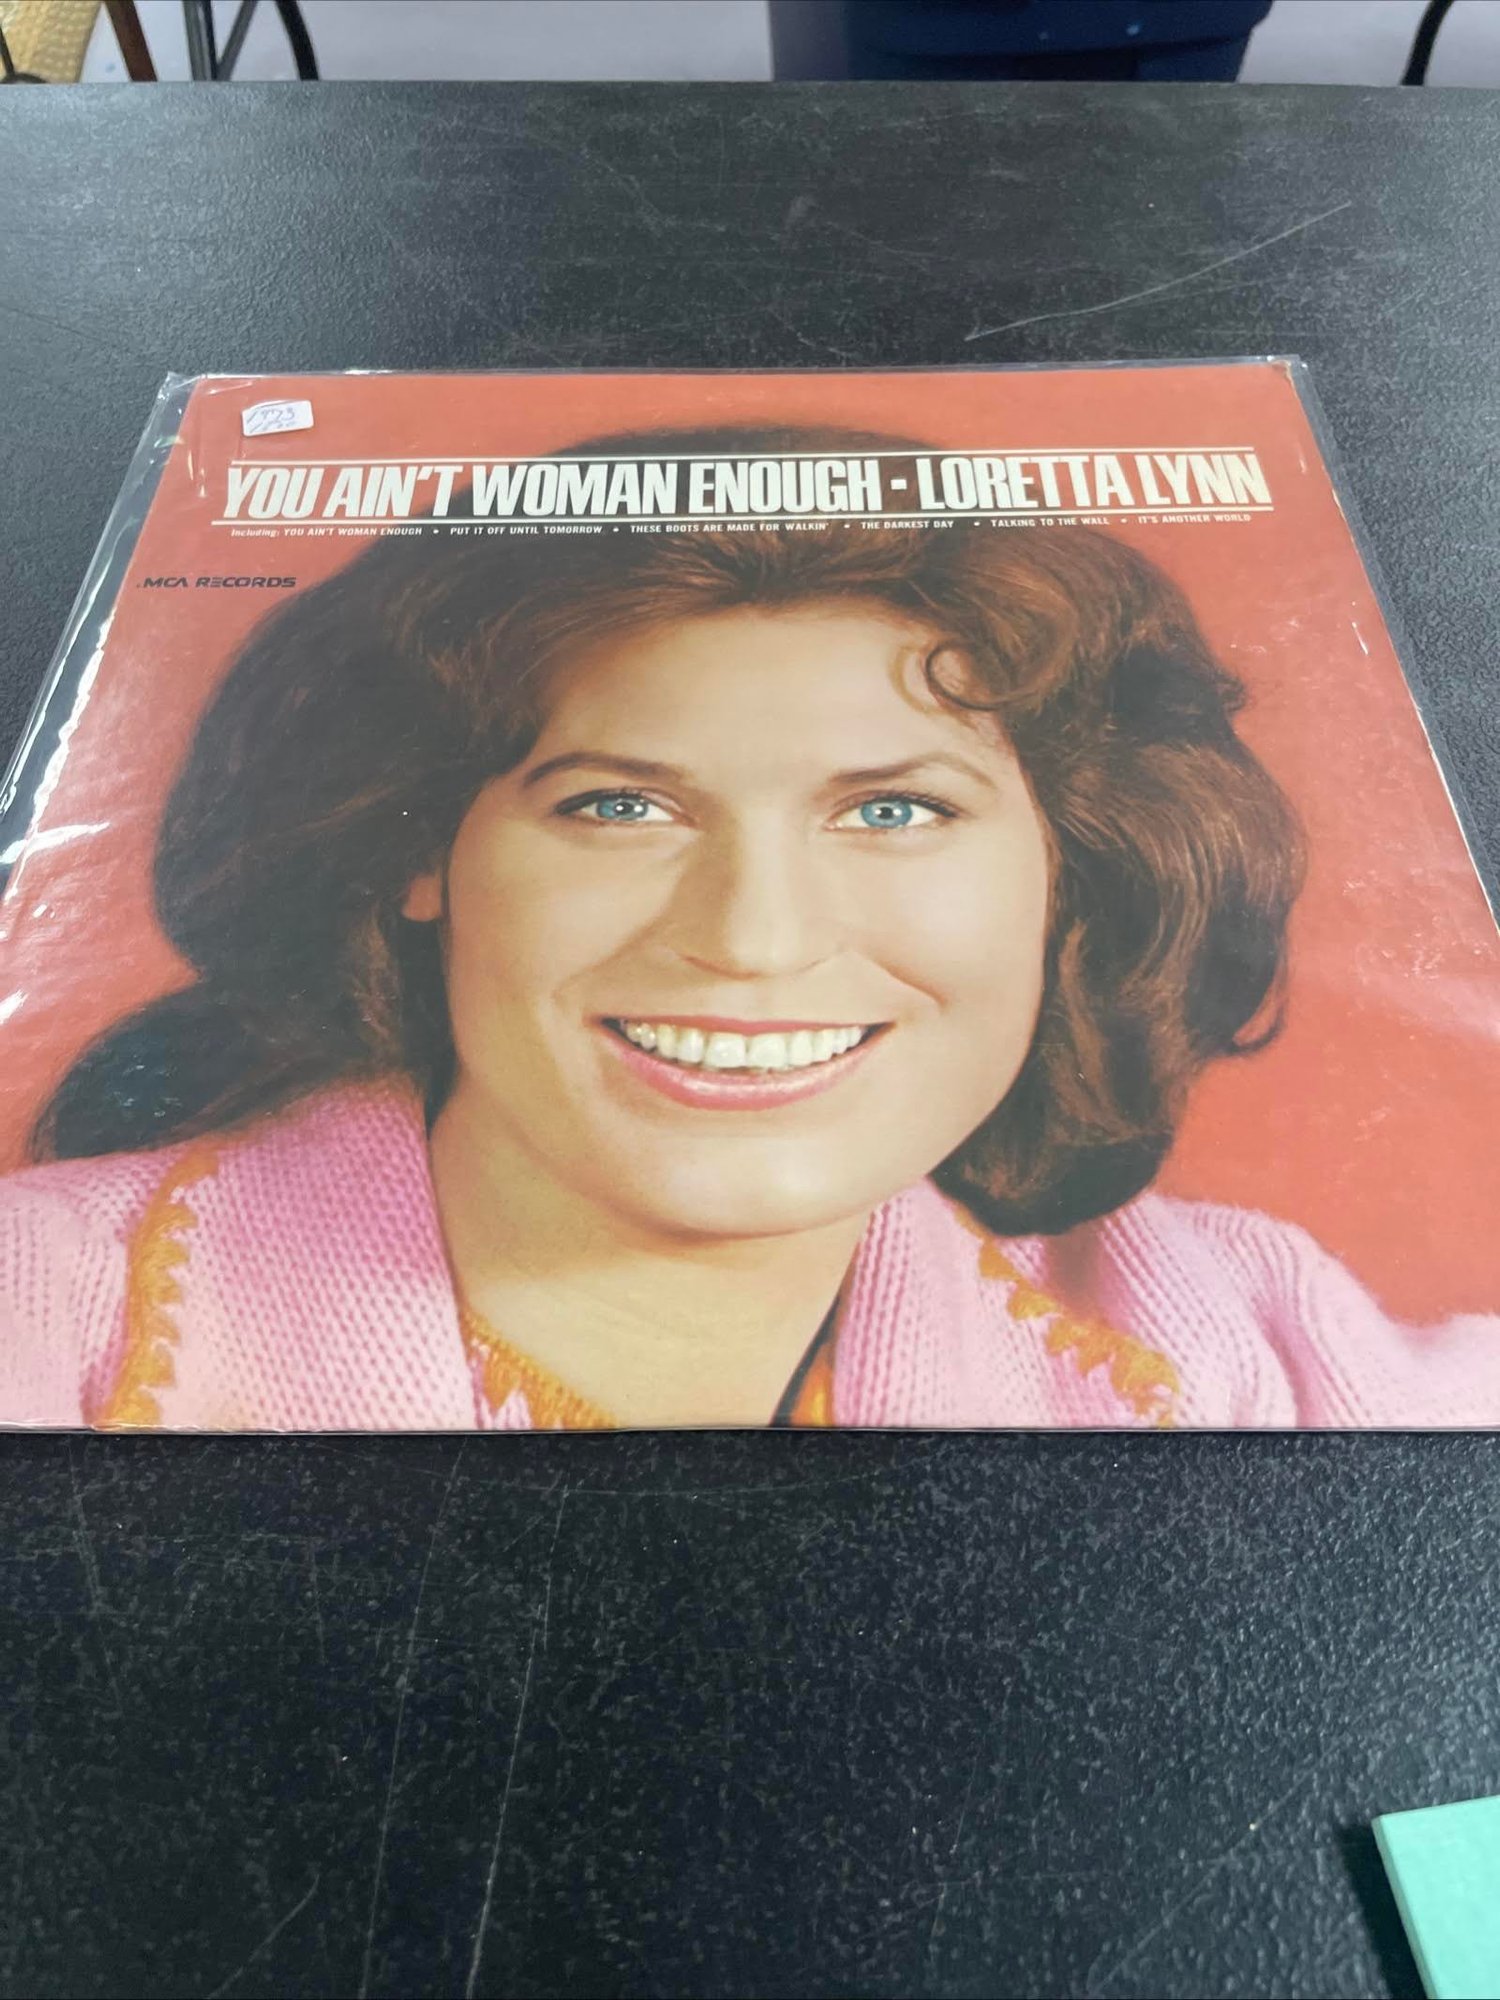 1973
YOU AIN'T WOMAN ENOUGH - LORETTA LYNN
Including: YOU AIN'T WOMAN ENOUGH • PUT IT OFF UNTIL TOMORROW • THESE BOOTS ARE MADE FOR WALKIN' • THE DARKEST DAY • TALKING TO THE WALL • IT'S ANOTHER WORLD
MCA RECORDS